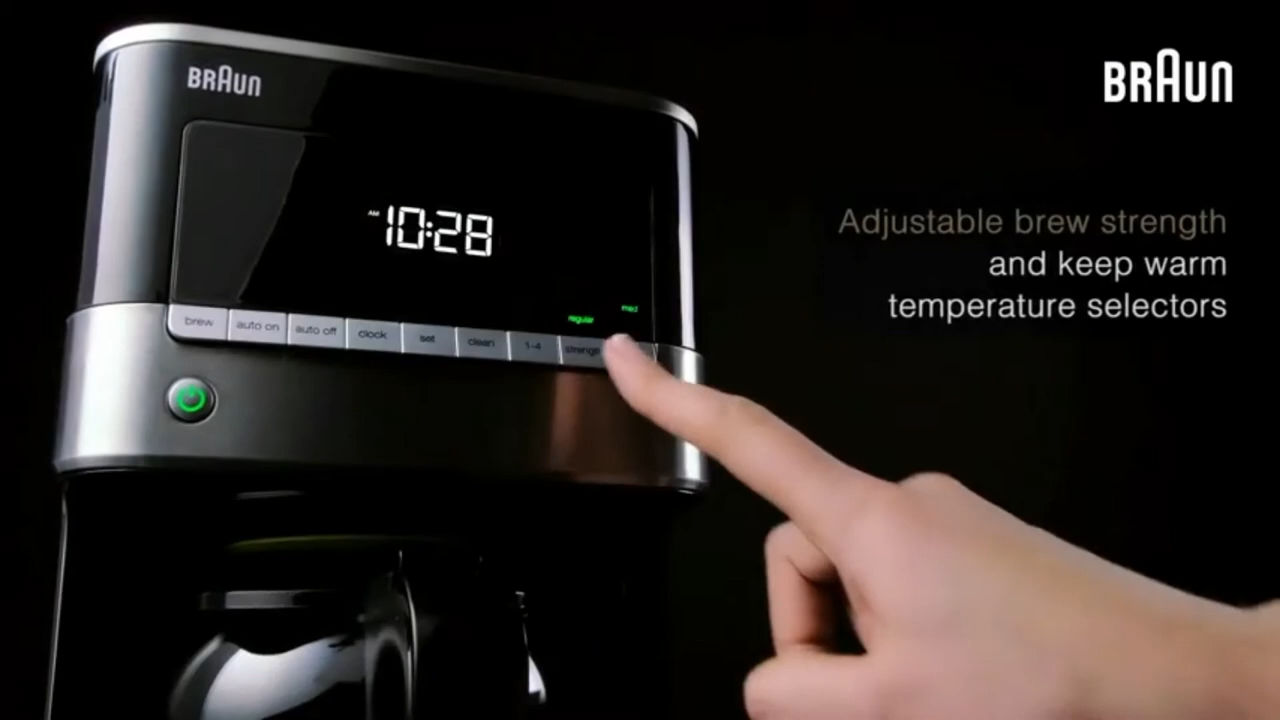 BRAUN
BRAUN
AM 10:28
regular
med
brew
auto on
auto off
clock
set
clean
1-4
Adjustable brew strength
and keep warm
temperature selectors